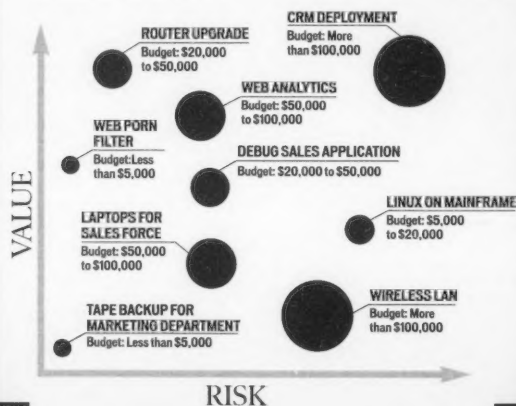 CRM DEPLOYMENT
Budget: More
than $100,000
ROUTER UPGRADE
Budget: $20,000
to $50,000
WEB ANALYTICS
Budget: $50,000
to $100,000
WEB PORN
FILTER
Budget:Less
than $5,000
DEBUG SALES APPLICATION
Budget: $20,000 to $50,000
LINUX ON MAINFRAME
Budget: $5,000
to $20,000
LAPTOPS FOR
SALES FORCE
Budget: $50,000
to $100,000
WIRELESS LAN
Budget: More
than $100,000
TAPE BACKUP FOR
MARKETING DEPARTMENT
Budget: Less than $5,000
VALUE
RISK